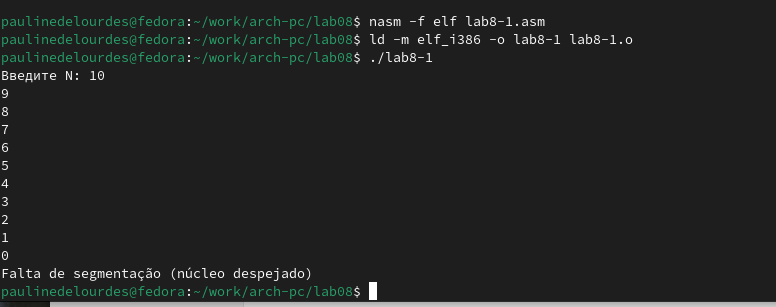 paulinedelourdes@fedora:~/work/arch-pc/lab08$ nasm -f elf lab8-1.asm
paulinedelourdes@fedora:~/work/arch-pc/lab08$ ld -m elf_i386 -o lab8-1 lab8-1.o
paulinedelourdes@fedora:~/work/arch-pc/lab08$ ./lab8-1
Введите N: 10
9
8
7
6
5
4
3
2
1
0
Falta de segmentação (núcleo despejado)
paulinedelourdes@fedora:~/work/arch-pc/lab08$